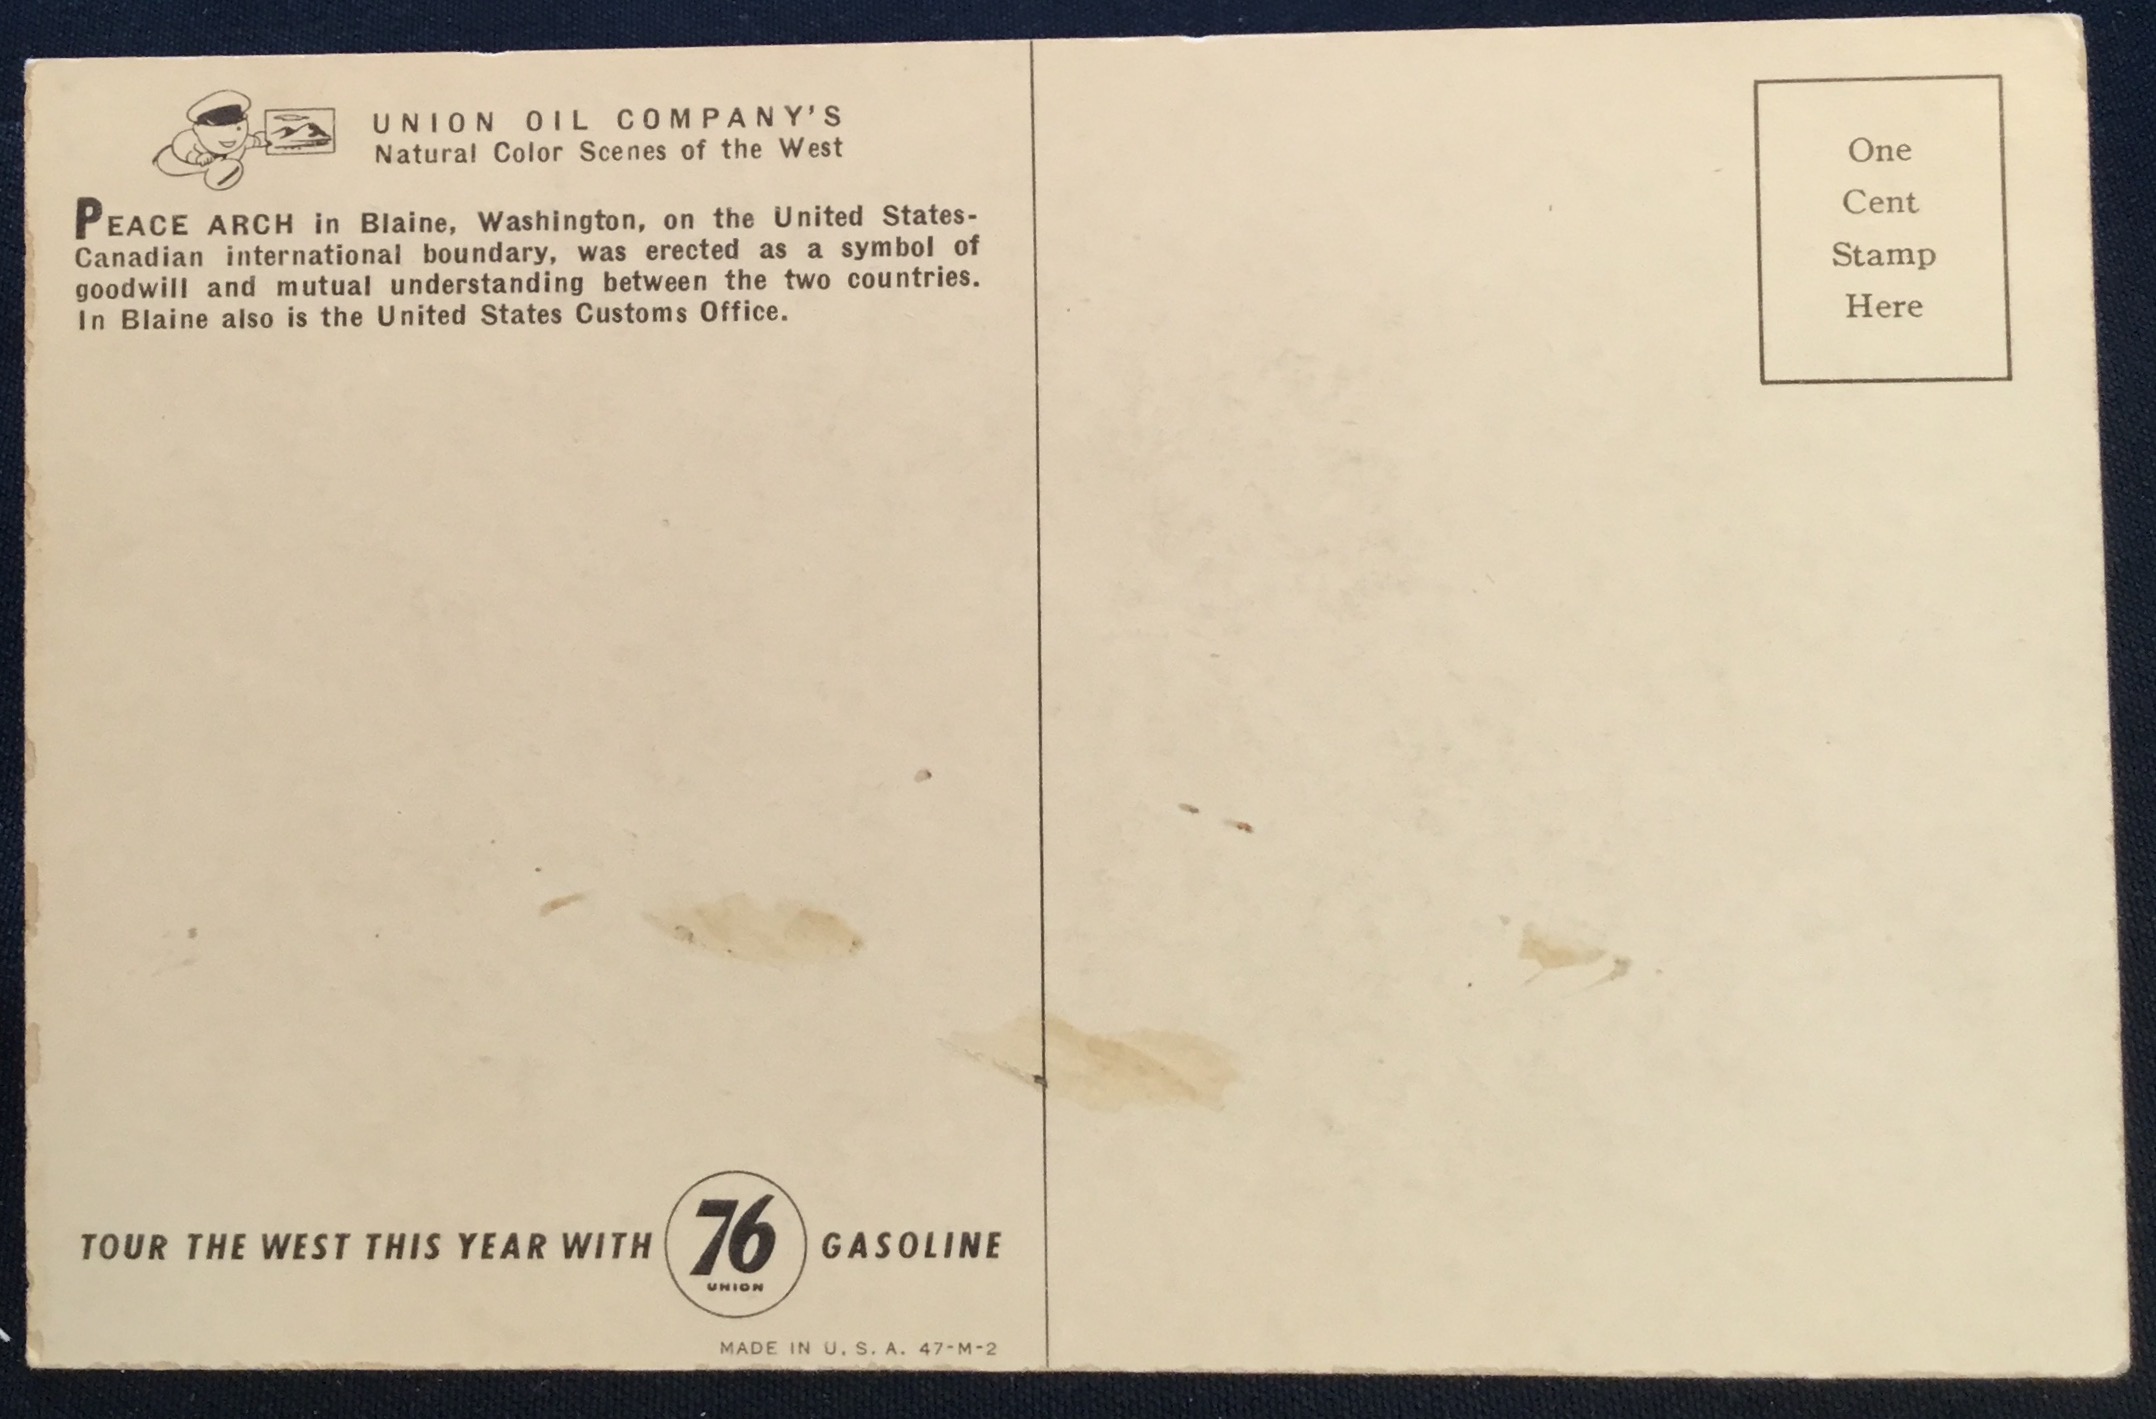 UNION OIL COMPANY'S
Natural Color Scenes of the West
PEACE ARCH in Blaine, Washington, on the United States-
Canadian international boundary, was erected as a symbol of
goodwill and mutual understanding between the two countries.
In Blaine also is the United States Customs Office.
TOUR THE WEST THIS YEAR WITH 76 GASOLINE
UNION
MADE IN U. S. A. 47-M-2
One
Cent
Stamp
Here